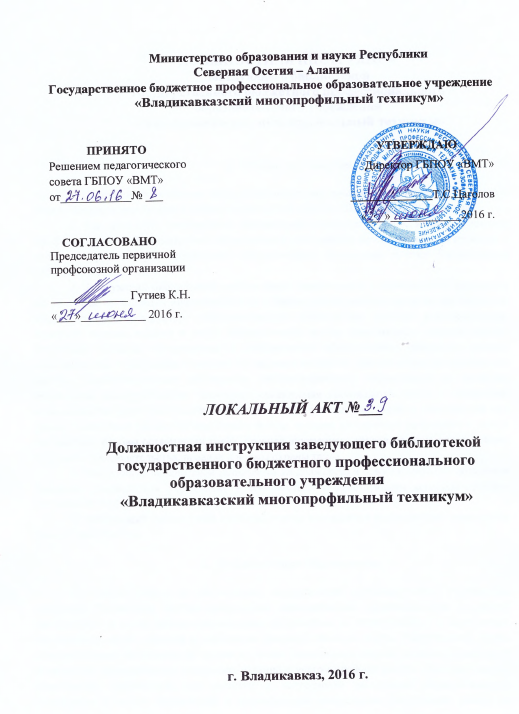 Министерство образования и науки Республики
Северная Осетия – Алания
Государственное бюджетное профессиональное образовательное учреждение
«Владикавказский многопрофильный техникум»
ПРИНЯТО
Решением педагогического
совета ГБПОУ «ВМТ»
от 27.06.16 № 8
УТВЕРЖДАЮ
Директор ГБПОУ «ВМТ»
Т.С.Цаголов
«27» июня 2016 г.
СОГЛАСОВАНО
Председатель первичной
профсоюзной организации
____________ Гутиев К.Н.
«27» июня 2016 г.
ЛОКАЛЬНЫЙ АКТ № 3.9
Должностная инструкция заведующего библиотекой
государственного бюджетного профессионального
образовательного учреждения
«Владикавказский многопрофильный техникум»
г. Владикавказ, 2016 г.